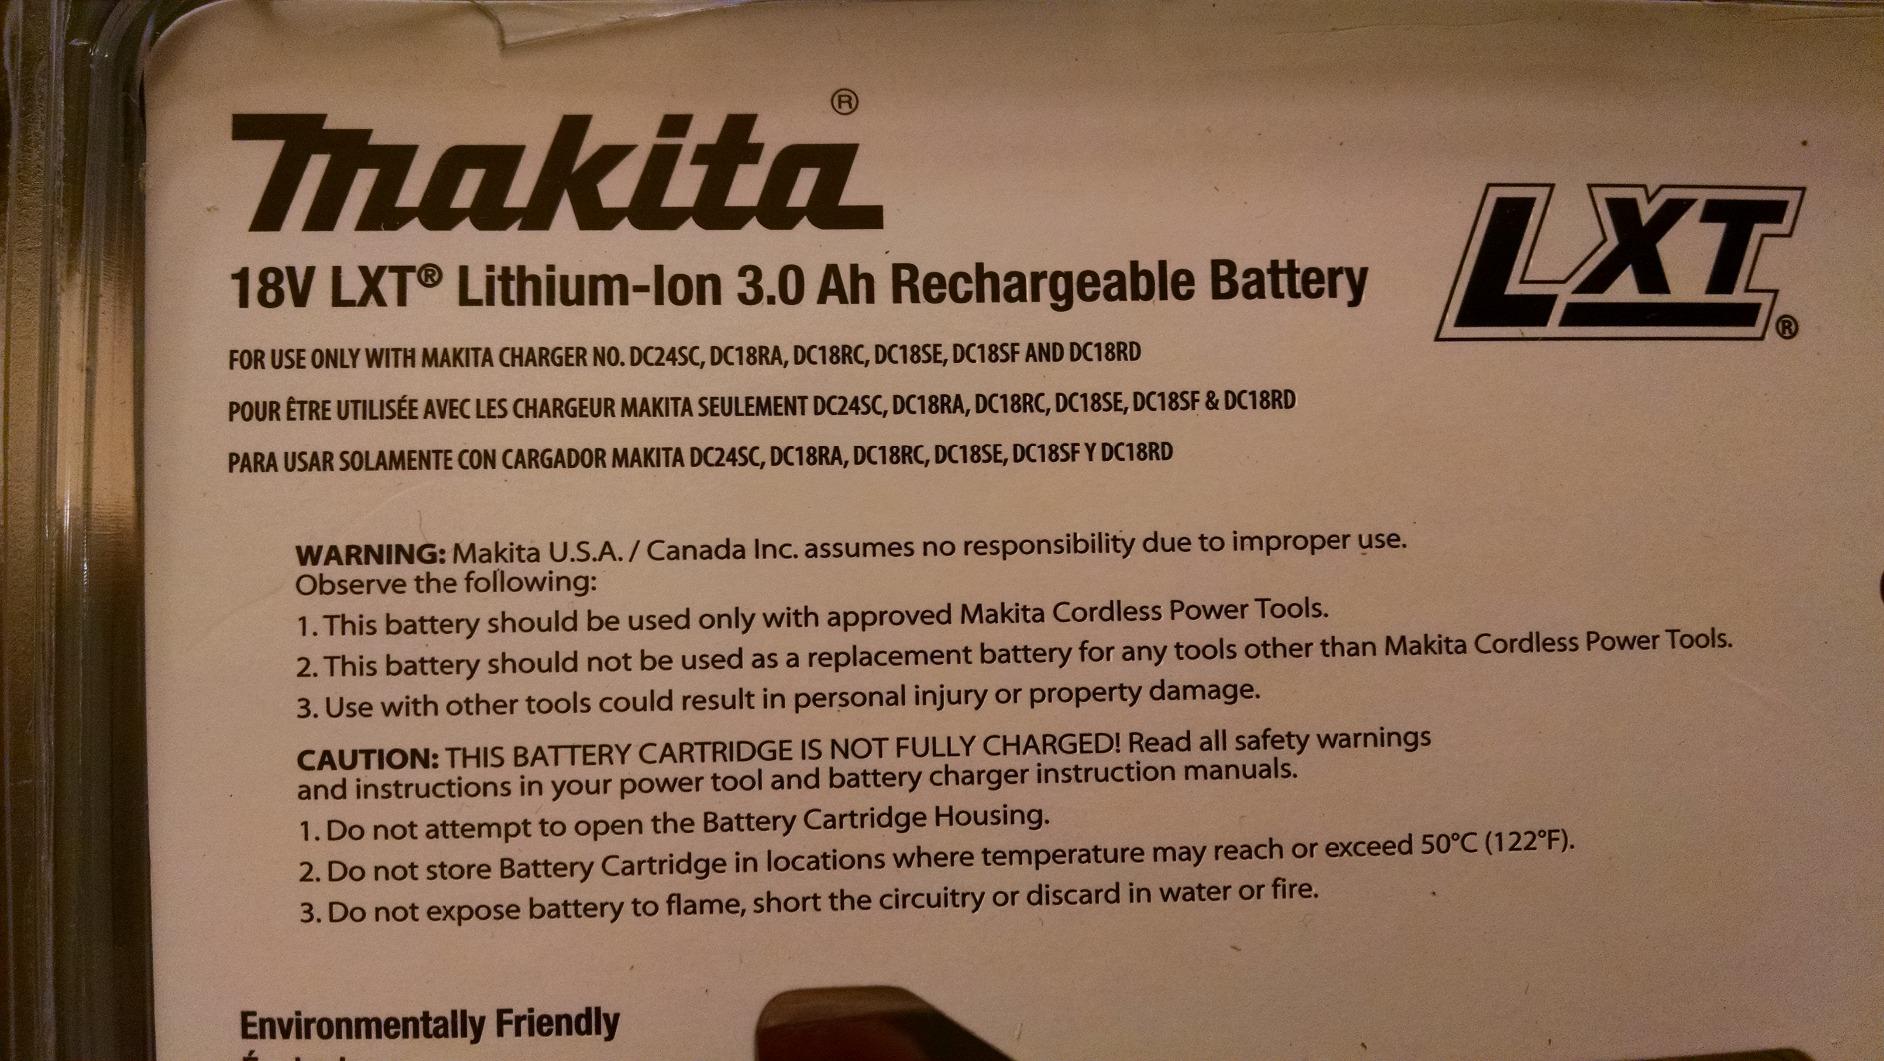 Makita®
LXT®
18V LXT® Lithium-Ion 3.0 Ah Rechargeable Battery
FOR USE ONLY WITH MAKITA CHARGER NO. DC24SC, DC18RA, DC18RC, DC18SE, DC18SF AND DC18RD
POUR ÊTRE UTILISÉE AVEC LES CHARGEUR MAKITA SEULEMENT DC24SC, DC18RA, DC18RC, DC18SE, DC18SF & DC18RD
PARA USAR SOLAMENTE CON CARGADOR MAKITA DC24SC, DC18RA, DC18RC, DC18SE, DC18SF Y DC18RD
WARNING: Makita U.S.A. / Canada Inc. assumes no responsibility due to improper use.
Observe the following:
1. This battery should be used only with approved Makita Cordless Power Tools.
2. This battery should not be used as a replacement battery for any tools other than Makita Cordless Power Tools.
3. Use with other tools could result in personal injury or property damage.
CAUTION: THIS BATTERY CARTRIDGE IS NOT FULLY CHARGED! Read all safety warnings
and instructions in your power tool and battery charger instruction manuals.
1. Do not attempt to open the Battery Cartridge Housing.
2. Do not store Battery Cartridge in locations where temperature may reach or exceed 50°C (122°F).
3. Do not expose battery to flame, short the circuitry or discard in water or fire.
Environmentally Friendly